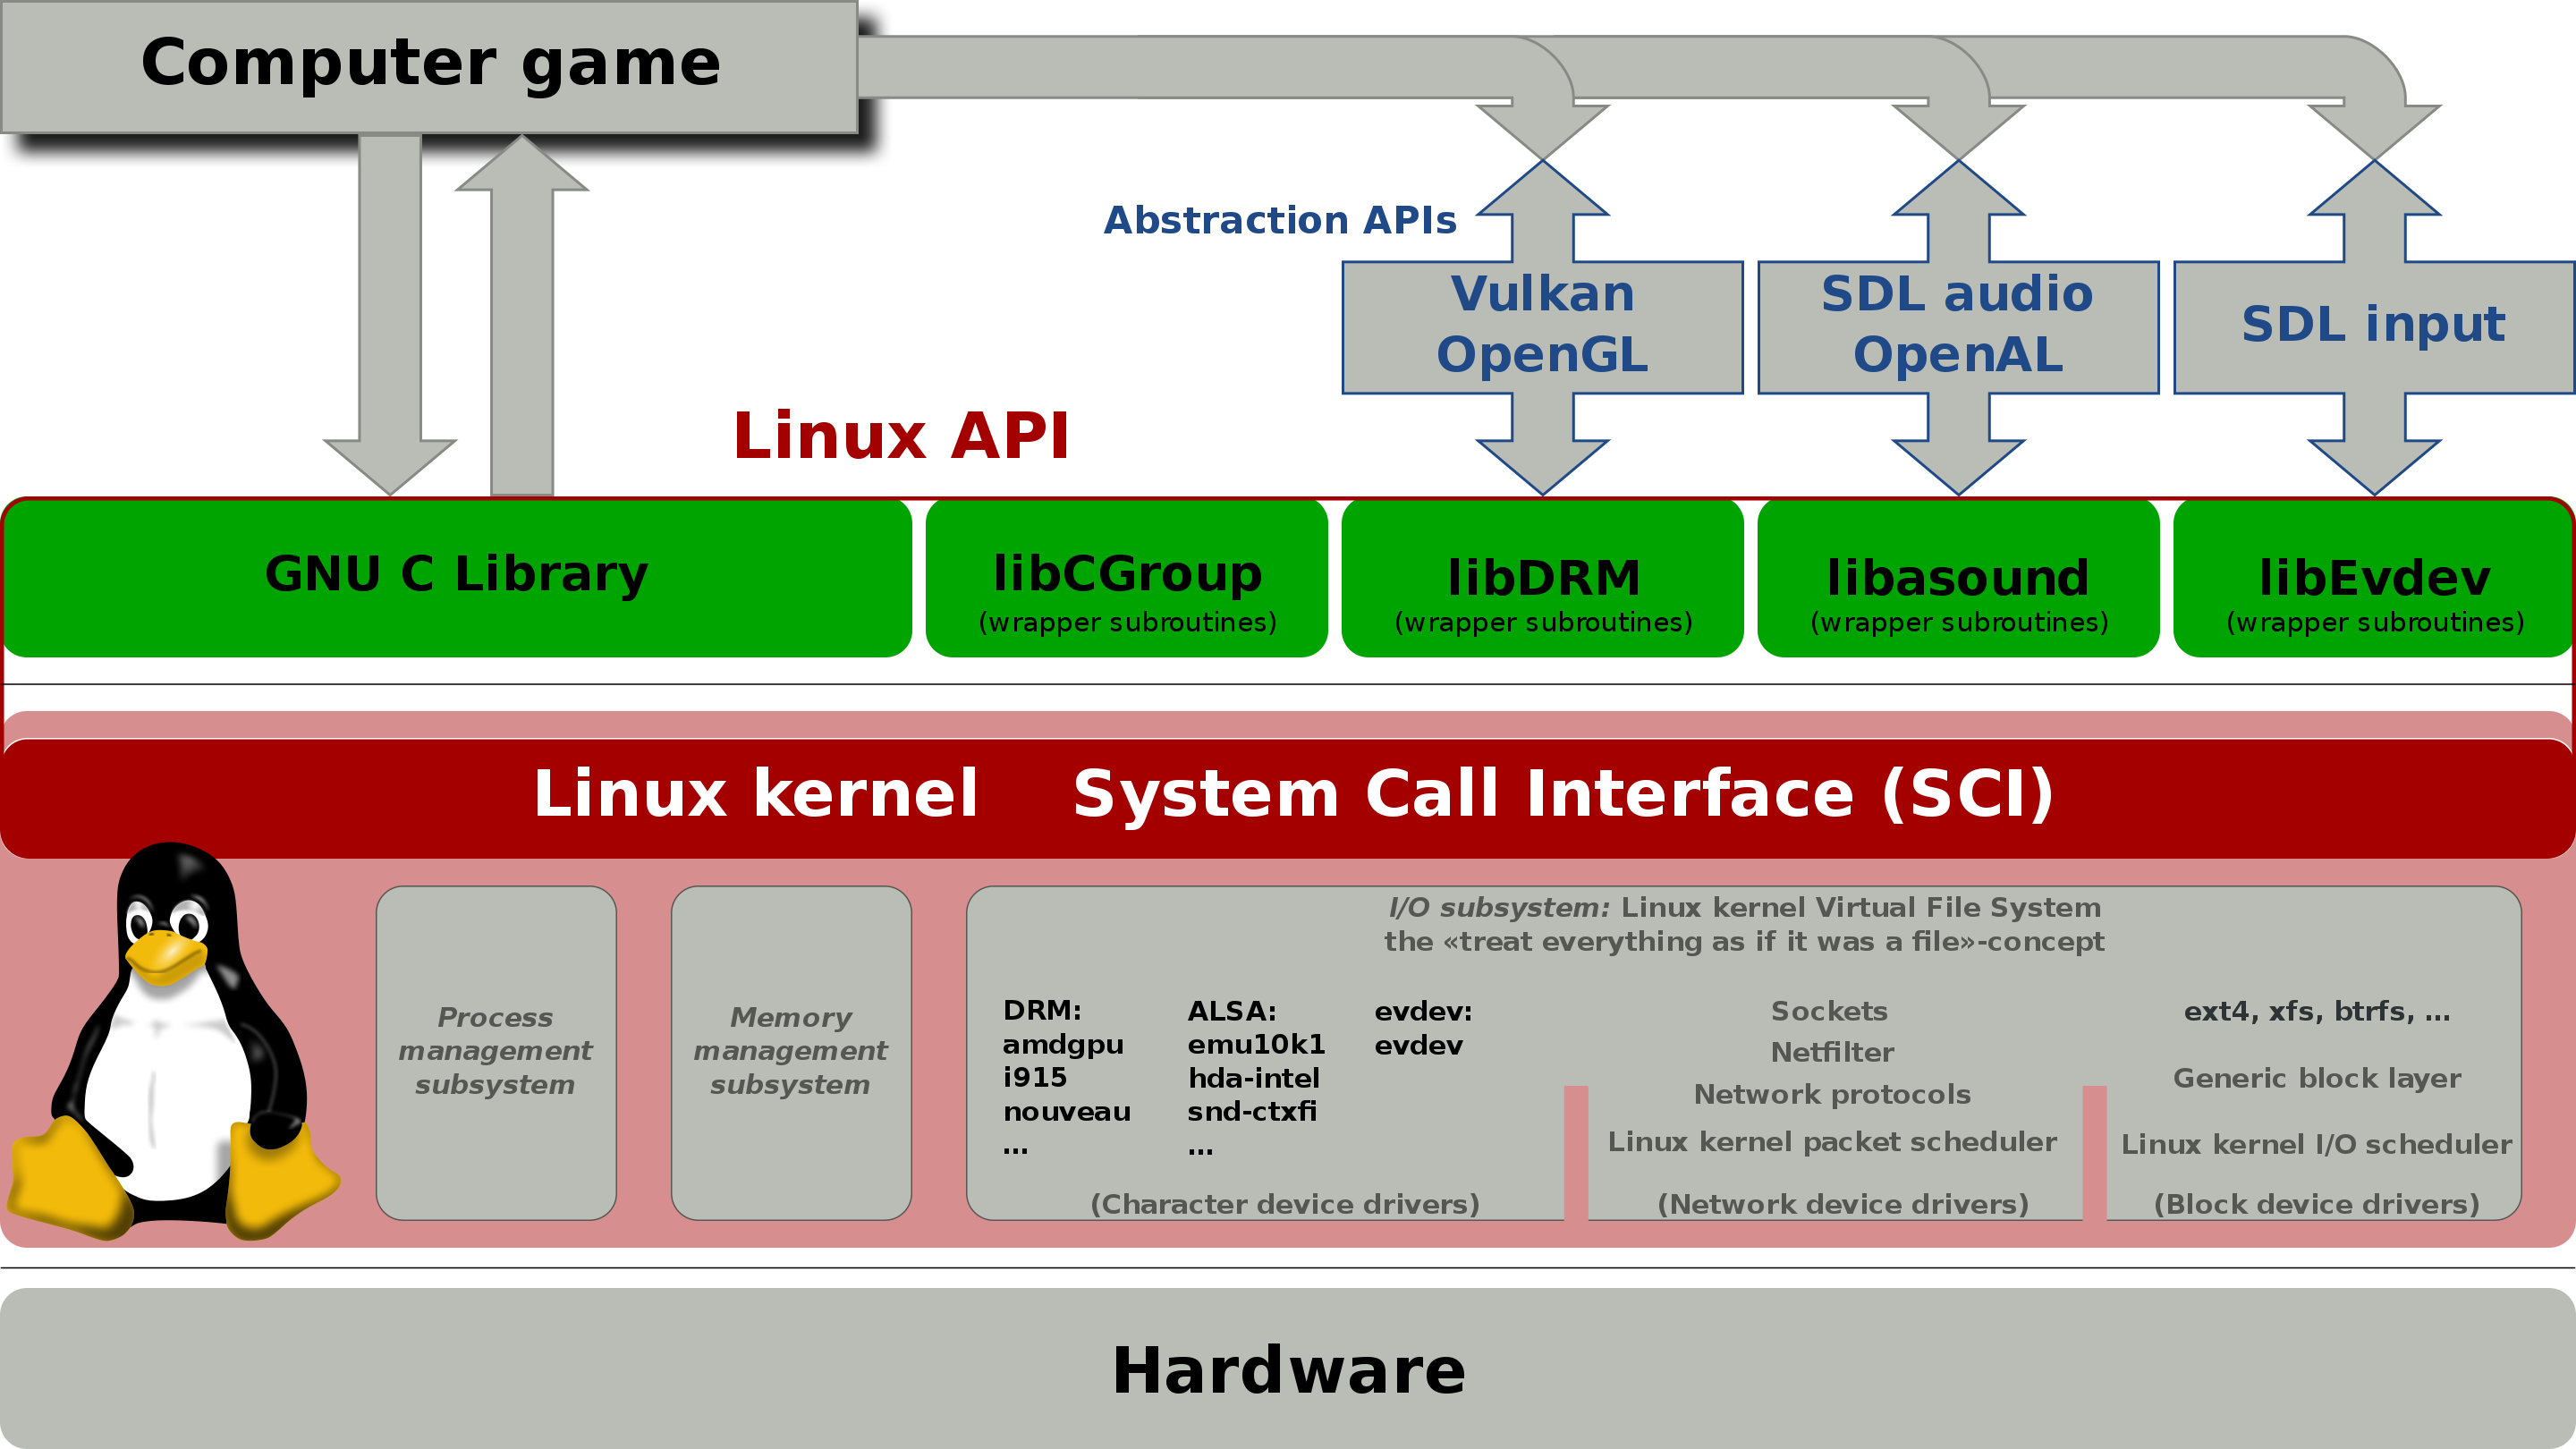 Computer game
Abstraction APIs
Vulkan
OpenGL
SDL audio
OpenAL
SDL input
Linux API
GNU C Library
libCGroup
(wrapper subroutines)
libDRM
(wrapper subroutines)
libasound
(wrapper subroutines)
libEvdev
(wrapper subroutines)
Linux kernel System Call Interface (SCI)
Process
management
subsystem
Memory
management
subsystem
I/O subsystem: Linux kernel Virtual File System
the «treat everything as if it was a file»-concept
DRM:
amdgpu
i915
nouveau
...
ALSA:
emu10k1
hda-intel
snd-ctxfi
...
evdev:
evdev
(Character device drivers)
Sockets
Netfilter
Network protocols
Linux kernel packet scheduler
(Network device drivers)
ext4, xfs, btrfs, ...
Generic block layer
Linux kernel I/O scheduler
(Block device drivers)
Hardware